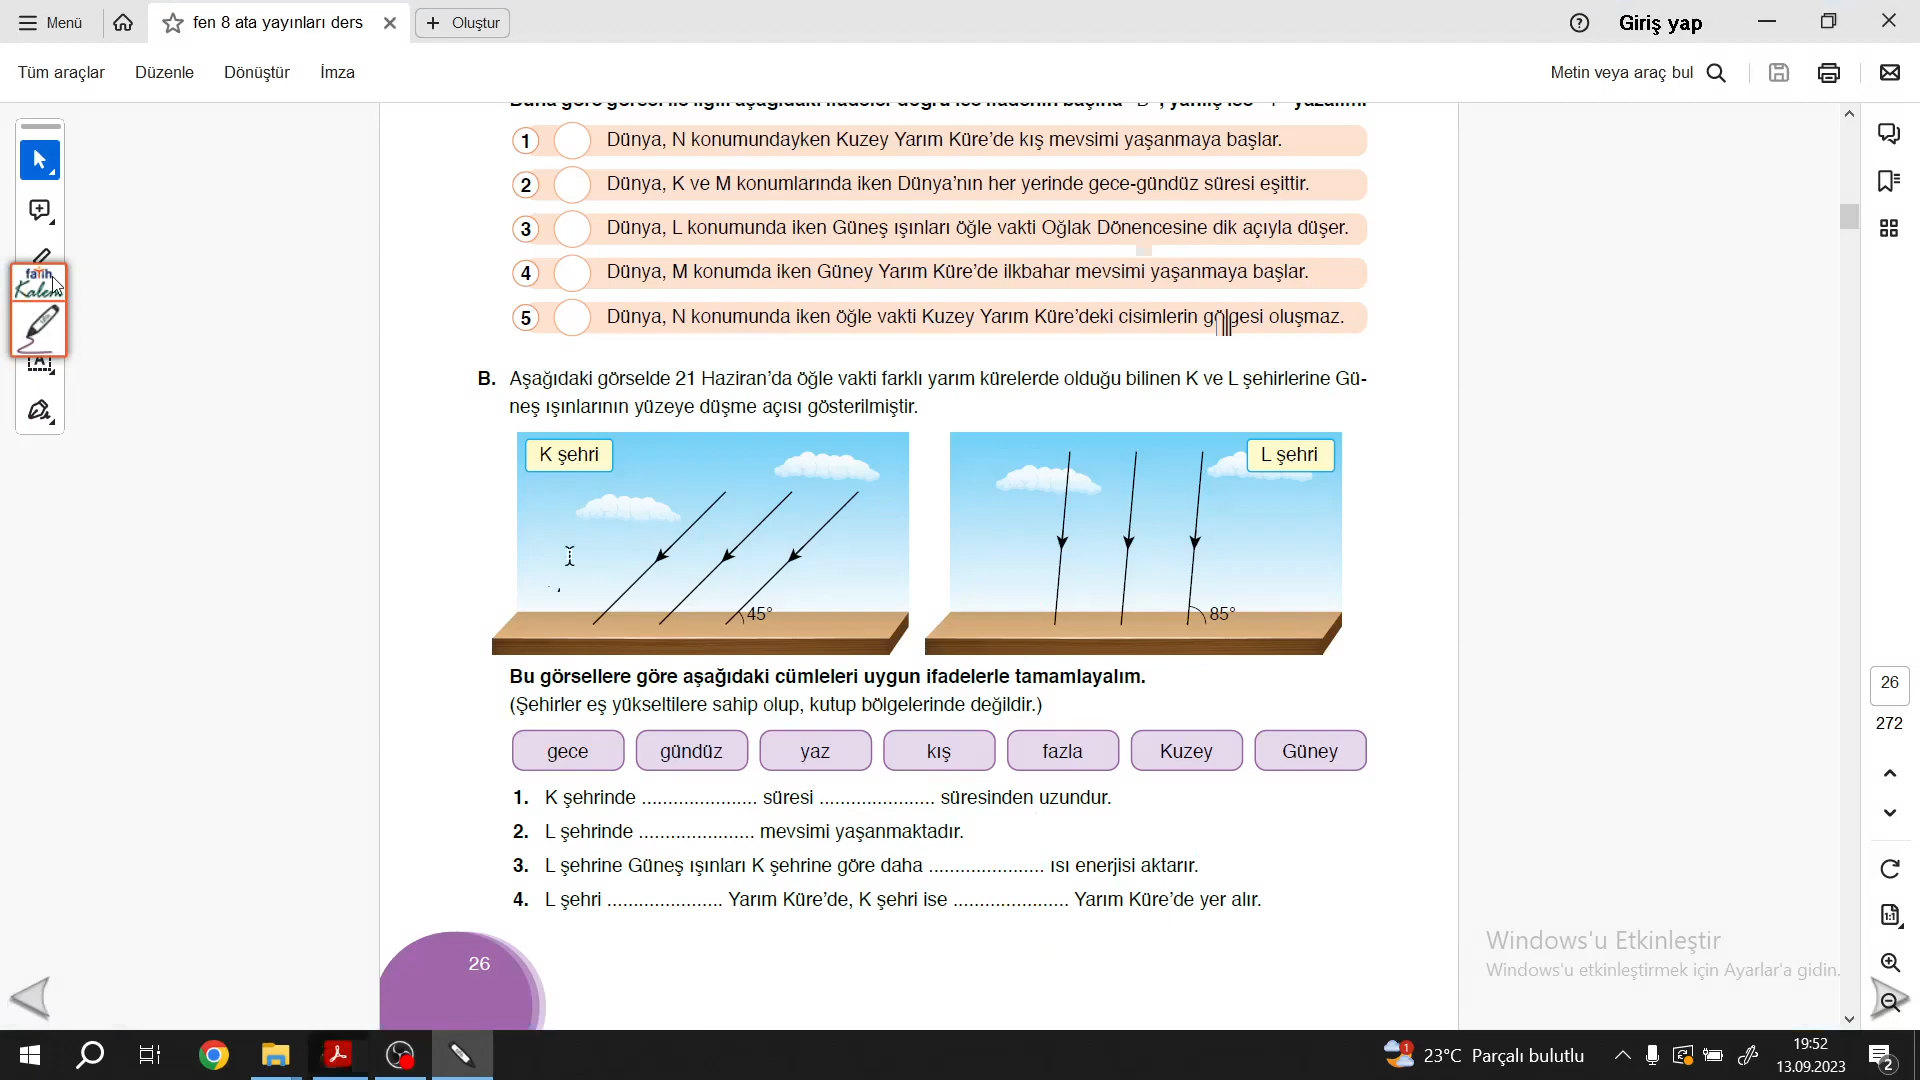 Menü
fen 8 ata yayınları ders
Oluştur
Giriş yap
Tüm araçlar
Düzenle
Dönüştür
İmza
Metin veya araç bul
1 Dünya, N konumundayken Kuzey Yarım Küre'de kış mevsimi yaşanmaya başlar.
2 Dünya, K ve M konumlarında iken Dünya'nın her yerinde gece-gündüz süresi eşittir.
3 Dünya, L konumunda iken Güneş ışınları öğle vakti Oğlak Dönencesine dik açıyla düşer.
4 Dünya, M konumda iken Güney Yarım Küre'de ilkbahar mevsimi yaşanmaya başlar.
5 Dünya, N konumunda iken öğle vakti Kuzey Yarım Küre'deki cisimlerin gölgesi oluşmaz.
fatih
Kalem
B. Aşağıdaki görselde 21 Haziran'da öğle vakti farklı yarım kürelerde olduğu bilinen K ve L şehirlerine Gü-
neş ışınlarının yüzeye düşme açısı gösterilmiştir.
K şehri
L şehri
45°
85°
Bu görsellere göre aşağıdaki cümleleri uygun ifadelerle tamamlayalım.
(Şehirler eş yükseltilere sahip olup, kutup bölgelerinde değildir.)
gece
gündüz
yaz
kış
fazla
Kuzey
Güney
1. K şehrinde ...................... süresi ...................... süresinden uzundur.
2. L şehrinde ...................... mevsimi yaşanmaktadır.
3. L şehrine Güneş ışınları K şehrine göre daha ...................... ısı enerjisi aktarır.
4. L şehri ...................... Yarım Küre'de, K şehri ise ...................... Yarım Küre'de yer alır.
26
26
272
Windows'u Etkinleştir
Windows'u etkinleştirmek için Ayarlar'a gidin.
1
23°C Parçalı bulutlu
19:52
13.09.2023
2